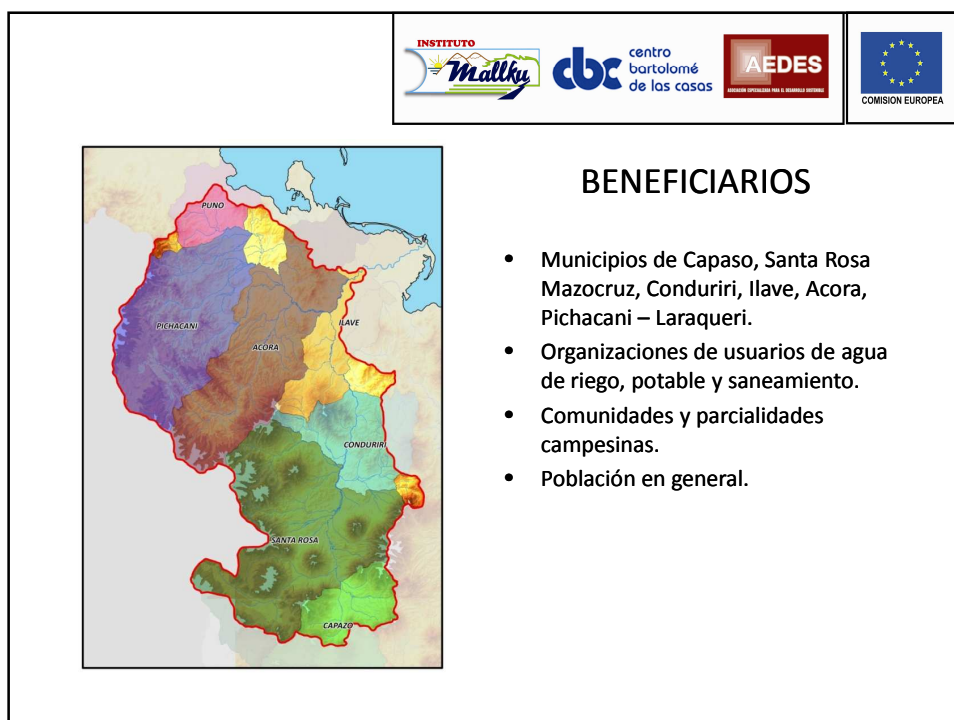 INSTITUTO
Mallku
cbc
centro
bartolomé
de las casas
AEDES
ASOCIACIÓN ESPECIALIZADA PARA EL DESARROLLO SOSTENIBLE
COMISION EUROPEA
BENEFICIARIOS
• Municipios de Capaso, Santa Rosa
Mazocruz, Conduriri, Ilave, Acora,
Pichacani – Laraqueri.
• Organizaciones de usuarios de agua
de riego, potable y saneamiento.
• Comunidades y parcialidades
campesinas.
• Población en general.
PUNO
PICHACANI
ILAVE
ACORA
CONDURIRI
SANTA ROSA
CAPAZO